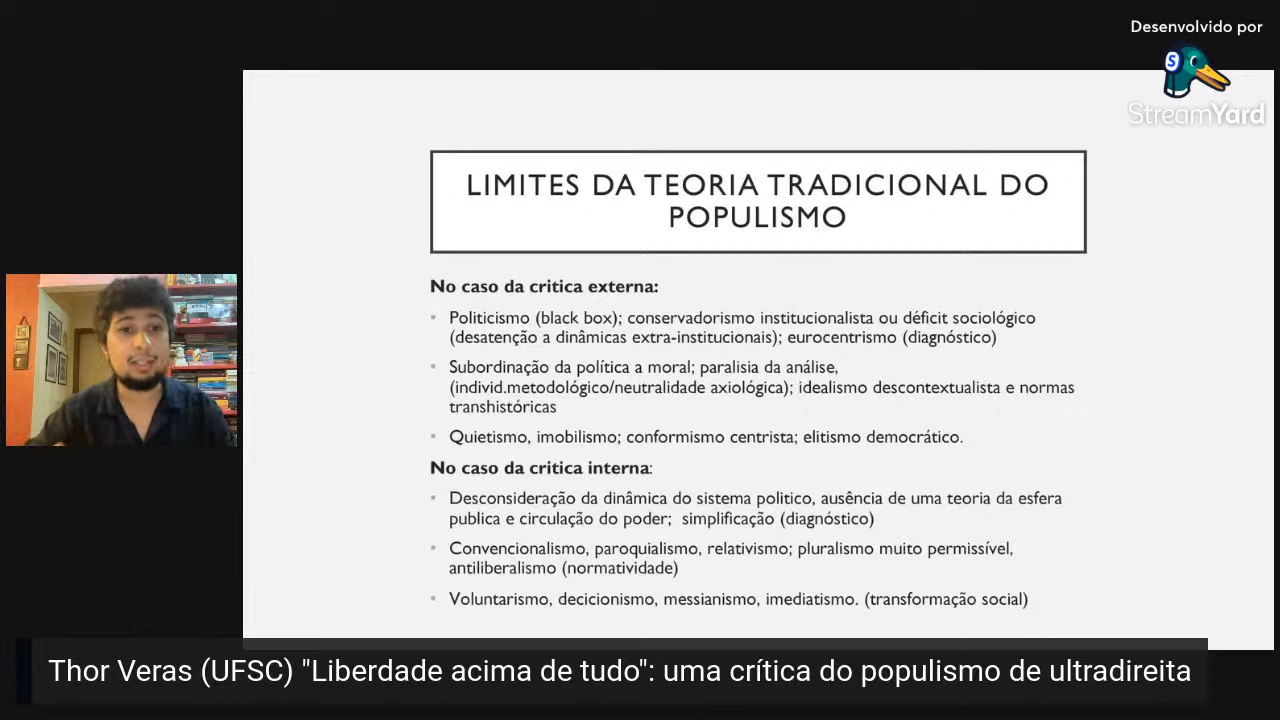 Desenvolvido por
StreamYard
LIMITES DA TEORIA TRADICIONAL DO
POPULISMO
No caso da critica externa:
Politicismo (black box); conservadorismo institucionalista ou déficit sociológico
(desatenção a dinâmicas extra-institucionais); eurocentrismo (diagnóstico)
Subordinação da política a moral; paralisia da análise,
(individ.metodológico/neutralidade axiológica); idealismo descontextualista e normas
transhistóricas
Quietismo, imobilismo; conformismo centrista; elitismo democrático.
No caso da critica interna:
Desconsideração da dinâmica do sistema politico, ausência de uma teoria da esfera
publica e circulação do poder; simplificação (diagnóstico)
Convencionalismo, paroquialismo, relativismo; pluralismo muito permissível,
antiliberalismo (normatividade)
Voluntarismo, decicionismo, messianismo, imediatismo. (transformação social)
Thor Veras (UFSC) "Liberdade acima de tudo": uma crítica do populismo de ultradireita